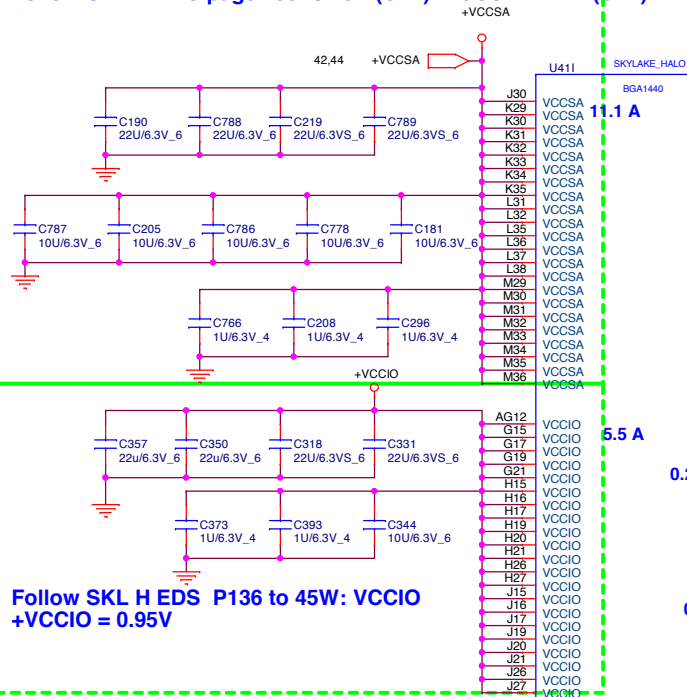 +VCCSA
42,44 +VCCSA
U41I SKYLAKE_HALO
BGA1440
11.1 A
C190 22U/6.3V_6
C788 22U/6.3V_6
C219 22U/6.3VS_6
C789 22U/6.3VS_6
C787 10U/6.3V_6
C205 10U/6.3V_6
C786 10U/6.3V_6
C778 10U/6.3V_6
C181 10U/6.3V_6
C766 1U/6.3V_4
C208 1U/6.3V_4
C296 1U/6.3V_4
J30 VCCSA
K29 VCCSA
K30 VCCSA
K31 VCCSA
K32 VCCSA
K33 VCCSA
K34 VCCSA
K35 VCCSA
L31 VCCSA
L32 VCCSA
L35 VCCSA
L36 VCCSA
L37 VCCSA
L38 VCCSA
M29 VCCSA
M30 VCCSA
M31 VCCSA
M32 VCCSA
M33 VCCSA
M34 VCCSA
M35 VCCSA
M36 VCCSA
+VCCIO
5.5 A
C357 22u/6.3V_6
C350 22u/6.3V_6
C318 22U/6.3VS_6
C331 22U/6.3VS_6
C373 1U/6.3V_4
C393 1U/6.3V_4
C344 10U/6.3V_6
AG12 VCCIO
G15 VCCIO
G17 VCCIO
G19 VCCIO
G21 VCCIO
H15 VCCIO
H16 VCCIO
H17 VCCIO
H19 VCCIO
H20 VCCIO
H21 VCCIO
H26 VCCIO
H27 VCCIO
J15 VCCIO
J16 VCCIO
J17 VCCIO
J19 VCCIO
J20 VCCIO
J21 VCCIO
J26 VCCIO
J27 VCCIO
Follow SKL H EDS P136 to 45W: VCCIO
+VCCIO = 0.95V